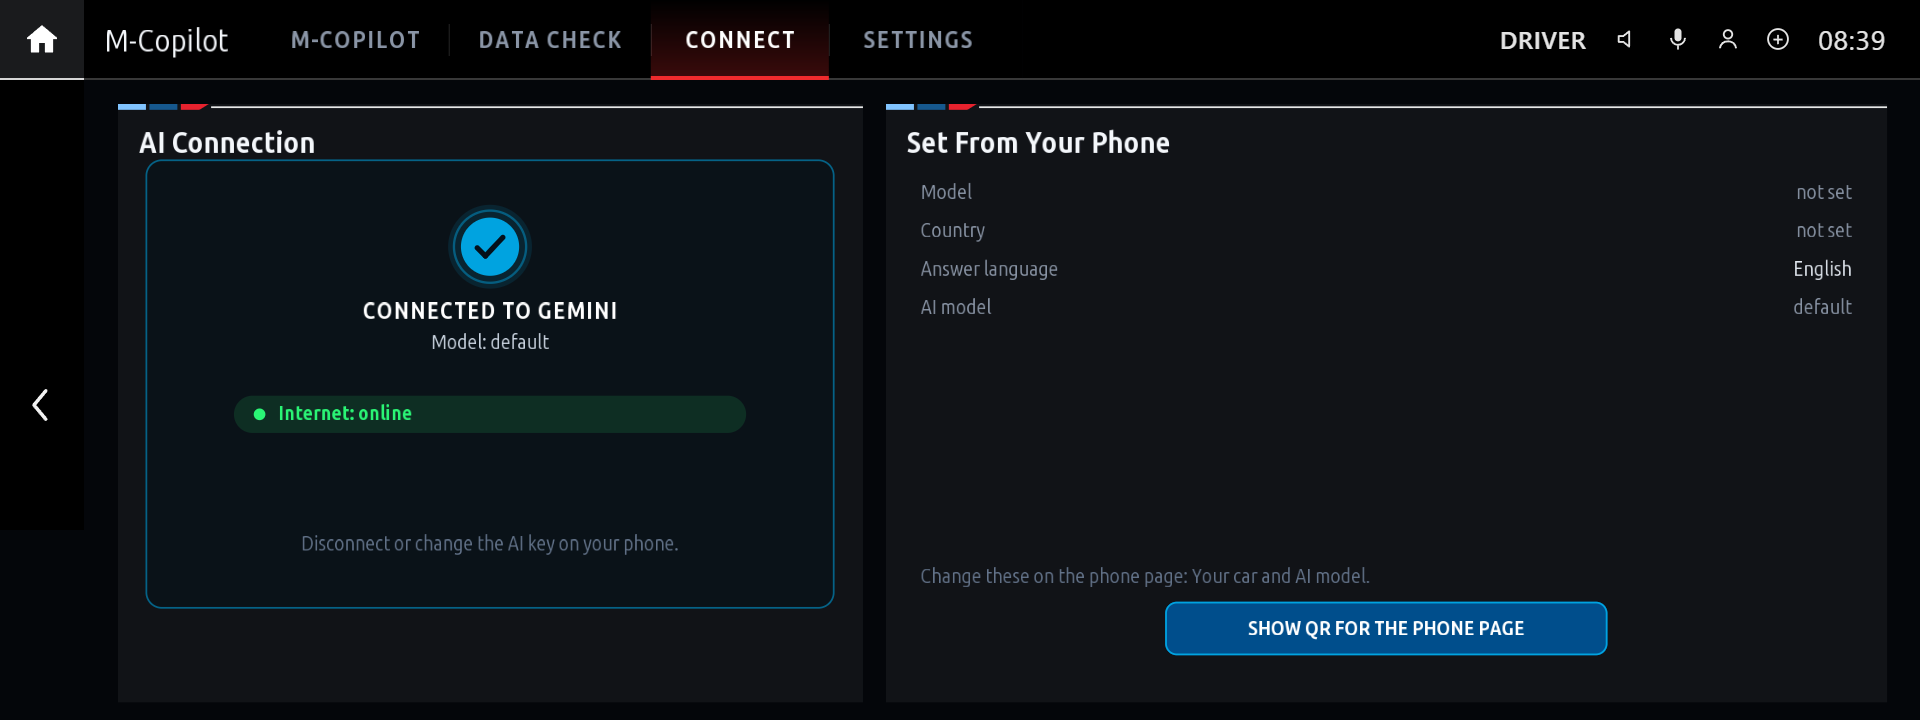 M-Copilot
M-COPILOT
DATA CHECK
CONNECT
SETTINGS
DRIVER
08:39
AI Connection
CONNECTED TO GEMINI
Model: default
Internet: online
Disconnect or change the AI key on your phone.
Set From Your Phone
Model not set
Country not set
Answer language English
AI model default
Change these on the phone page: Your car and AI model.
SHOW QR FOR THE PHONE PAGE